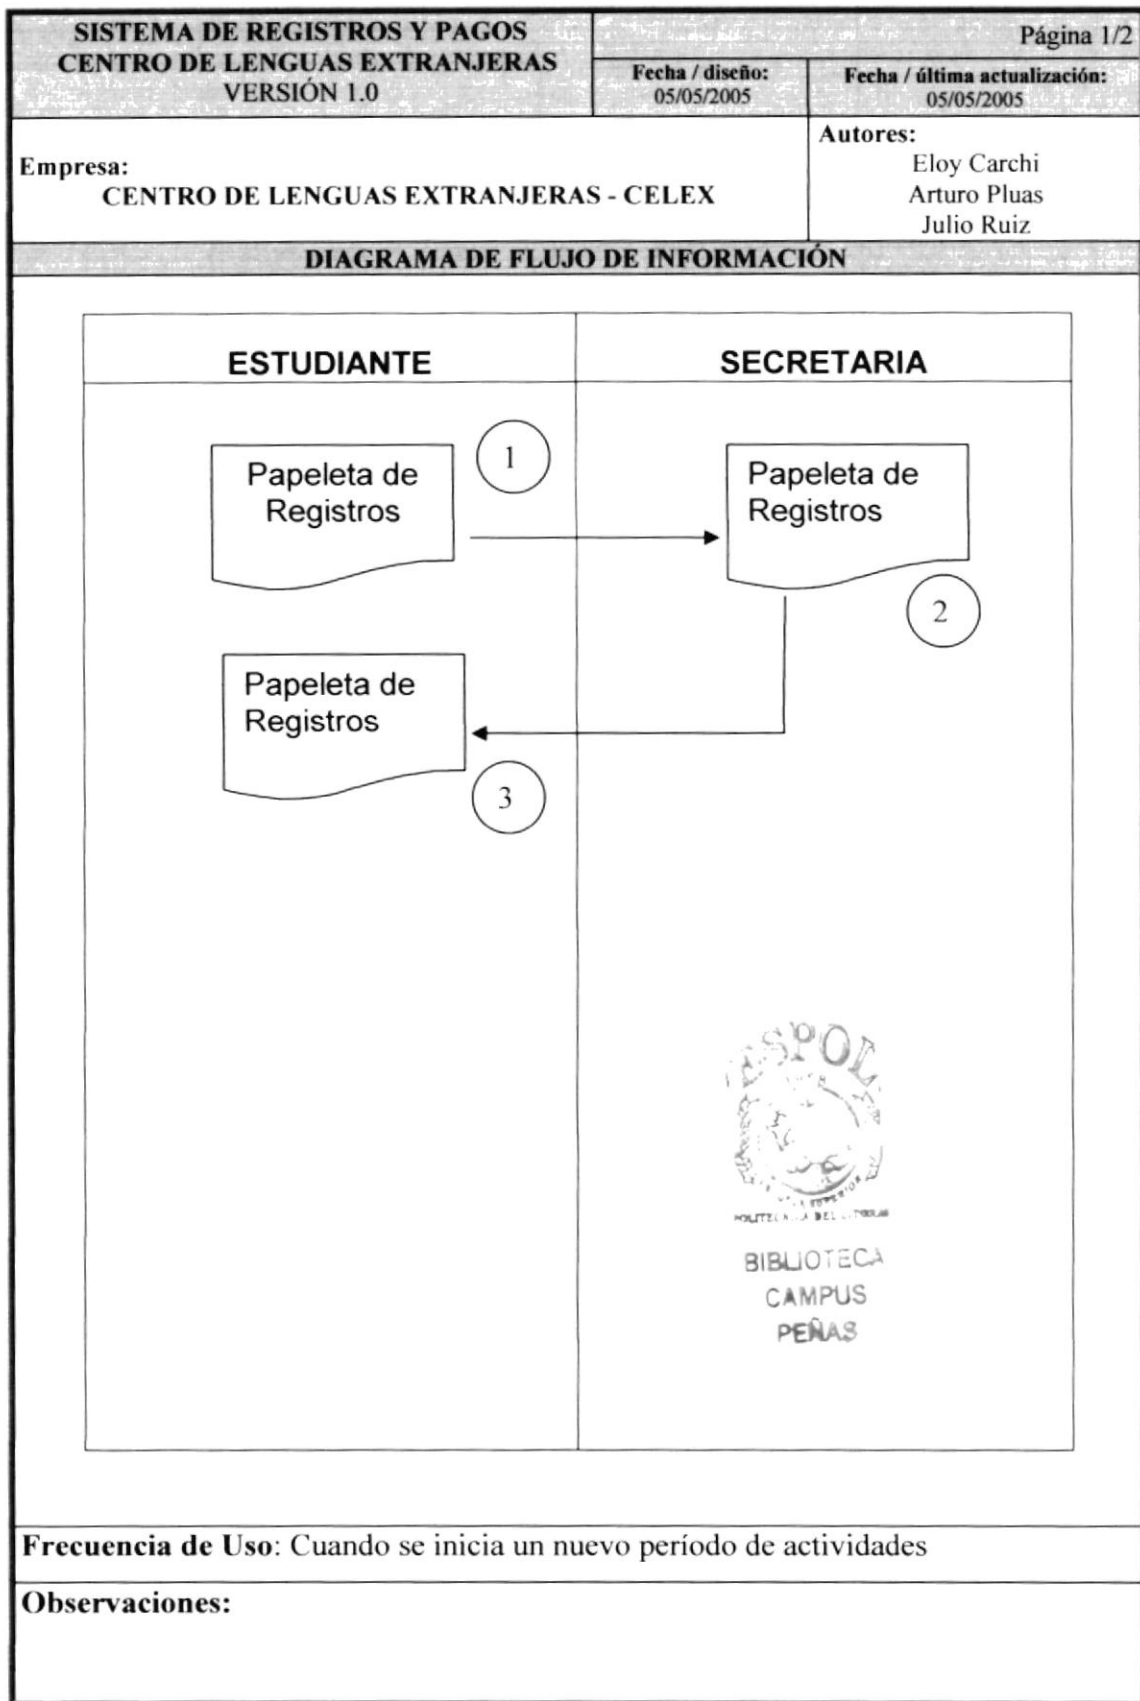 SISTEMA DE REGISTROS Y PAGOS
CENTRO DE LENGUAS EXTRANJERAS
VERSIÓN 1.0
Página 1/2
Fecha / diseño:
05/05/2005
Fecha / última actualización:
05/05/2005
Empresa:
CENTRO DE LENGUAS EXTRANJERAS - CELEX
Autores:
Eloy Carchi
Arturo Pluas
Julio Ruiz
DIAGRAMA DE FLUJO DE INFORMACIÓN
ESTUDIANTE
SECRETARIA
Papeleta de
Registros
1
Papeleta de
Registros
2
Papeleta de
Registros
3
ESPOL
BIBLIOTECA
CAMPUS
PEÑAS
Frecuencia de Uso: Cuando se inicia un nuevo período de actividades
Observaciones: